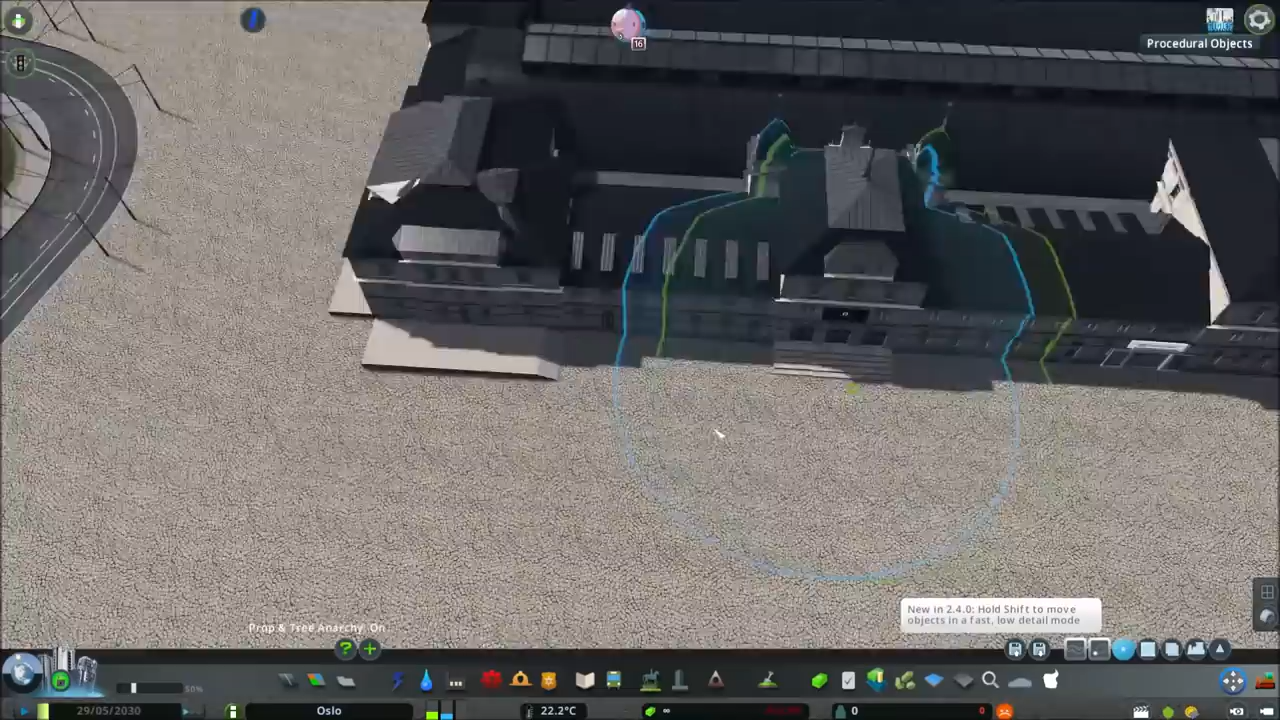 16
Procedural Objects
New in 2.4.0: Hold Shift to move
objects in a fast, low detail mode
Prop & Tree Anarchy: On
50%
29/05/2030
Oslo
22.2°C
∞
0
0